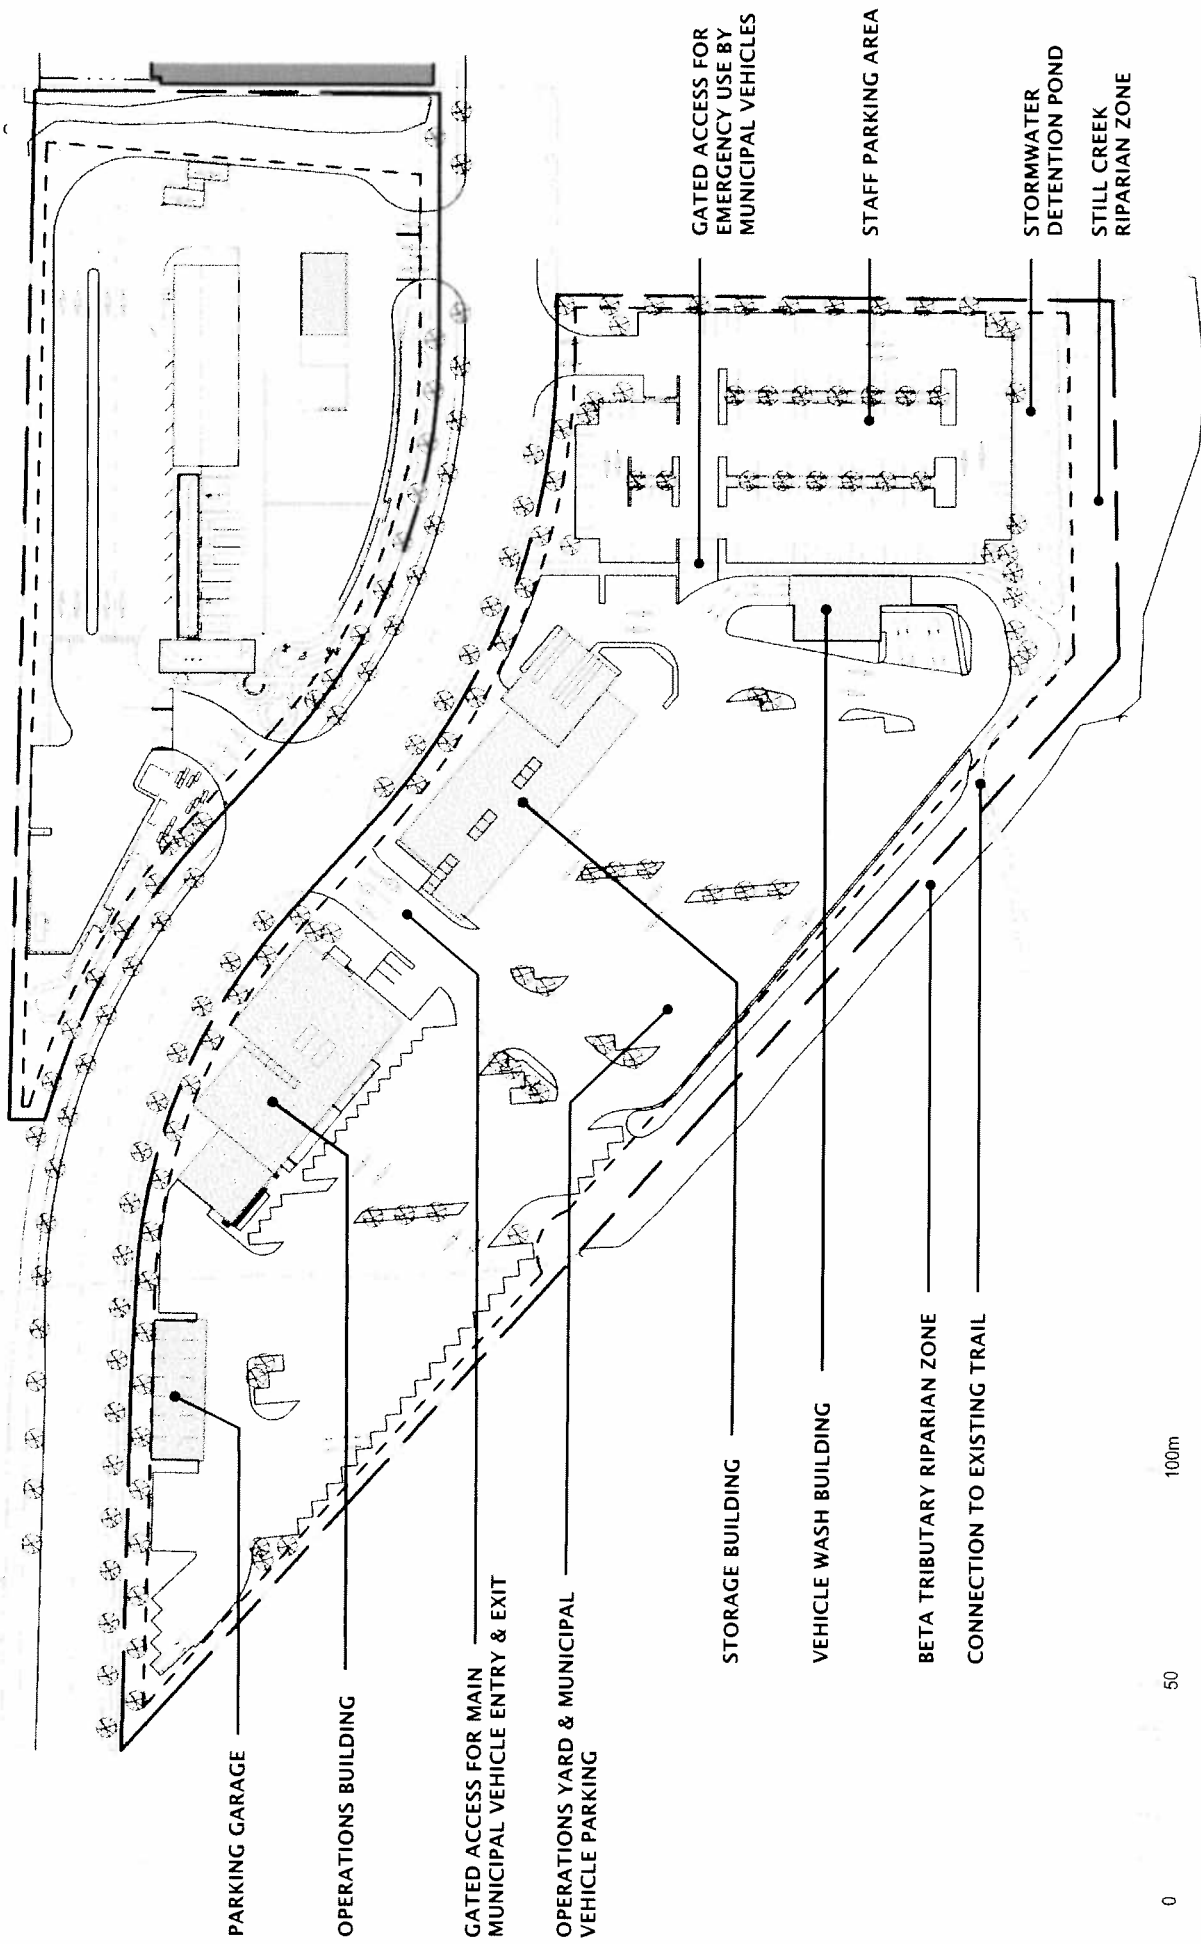 PARKING GARAGE
OPERATIONS BUILDING
GATED ACCESS FOR MAIN
MUNICIPAL VEHICLE ENTRY & EXIT
OPERATIONS YARD & MUNICIPAL
VEHICLE PARKING
STORAGE BUILDING
VEHICLE WASH BUILDING
BETA TRIBUTARY RIPARIAN ZONE
CONNECTION TO EXISTING TRAIL
GATED ACCESS FOR
EMERGENCY USE BY
MUNICIPAL VEHICLES
STAFF PARKING AREA
STORMWATER
DETENTION POND
STILL CREEK
RIPARIAN ZONE
0 50 100m